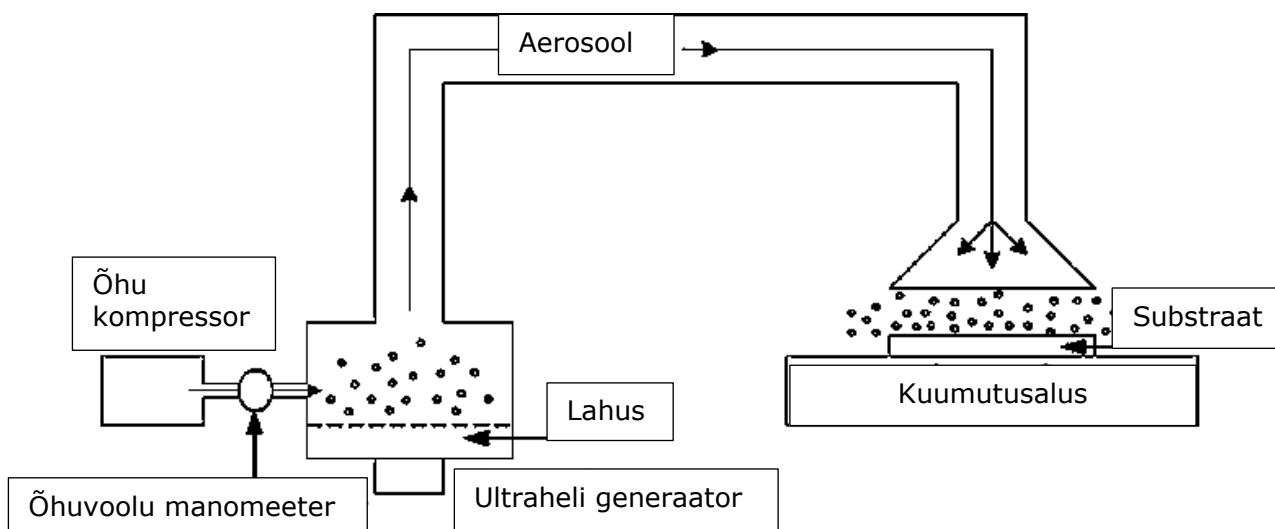 Aerosool
Õhu
kompressor
Substraat
Kuumutusalus
Lahus
Õhuvoolu manomeeter
Ultraheli generaator